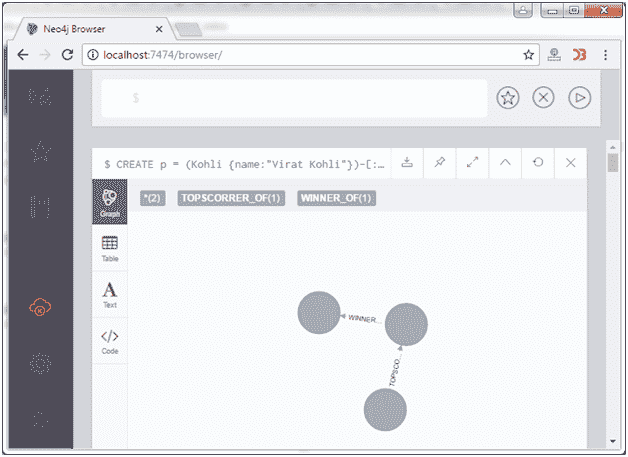 Neo4j Browser
localhost:7474/browser/
$
$ CREATE p = (Kohli {name:"Virat Kohli"})-[:…
*(2) TOPSCORRER_OF(1) WINNER_OF(1)
Graph
Table
A
Text
</>
Code
WINNER…
TOPSCO…